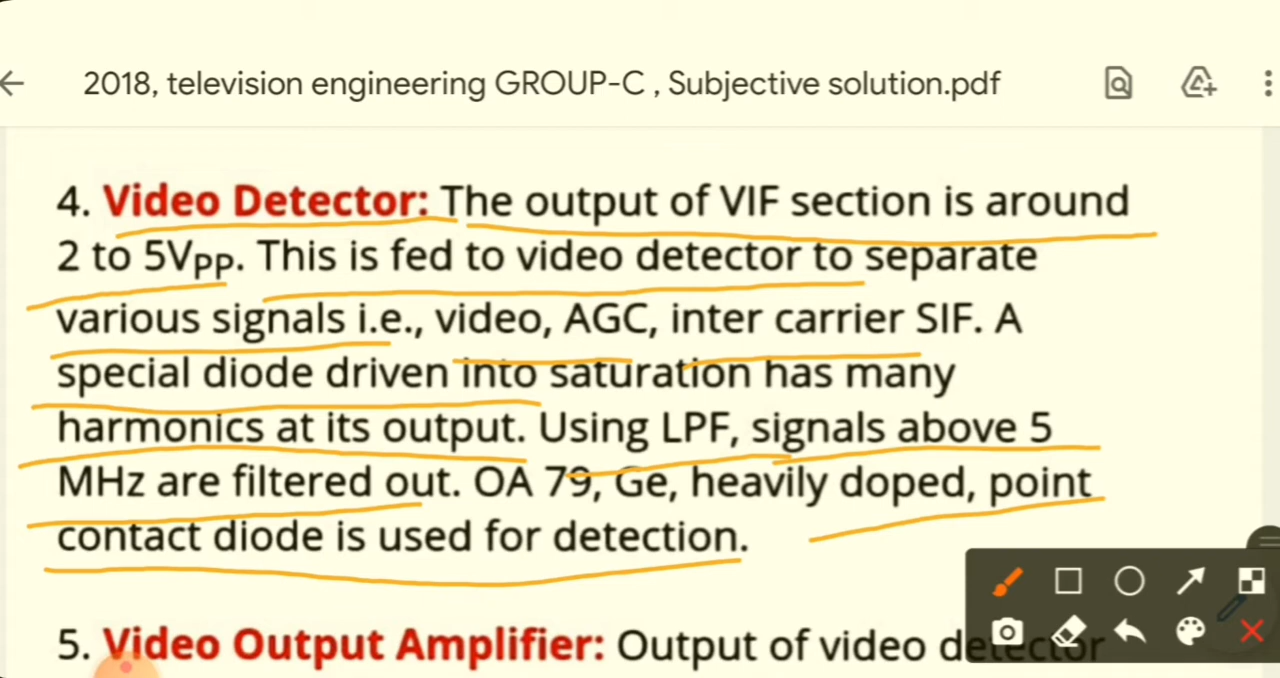 2018, television engineering GROUP-C , Subjective solution.pdf
4. Video Detector: The output of VIF section is around
2 to 5VPP. This is fed to video detector to separate
various signals i.e., video, AGC, inter carrier SIF. A
special diode driven into saturation has many
harmonics at its output. Using LPF, signals above 5
MHz are filtered out. OA 79, Ge, heavily doped, point
contact diode is used for detection.
5. Video Output Amplifier: Output of video detector